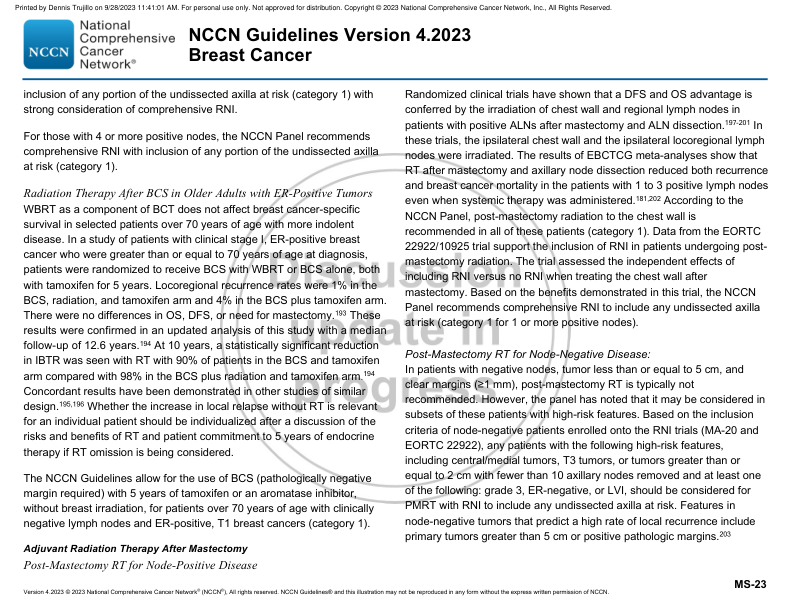 Printed by Dennis Trujillo on 9/28/2023 11:41:01 AM. For personal use only. Not approved for distribution. Copyright © 2023 National Comprehensive Cancer Network, Inc., All Rights Reserved.
NCCN
National
Comprehensive
Cancer
Network®
NCCN Guidelines Version 4.2023
Breast Cancer
inclusion of any portion of the undissected axilla at risk (category 1) with
strong consideration of comprehensive RNI.
For those with 4 or more positive nodes, the NCCN Panel recommends
comprehensive RNI with inclusion of any portion of the undissected axilla
at risk (category 1).
Radiation Therapy After BCS in Older Adults with ER-Positive Tumors
WBRT as a component of BCT does not affect breast cancer-specific
survival in selected patients over 70 years of age with more indolent
disease. In a study of patients with clinical stage I, ER-positive breast
cancer who were greater than or equal to 70 years of age at diagnosis,
patients were randomized to receive BCS with WBRT or BCS alone, both
with tamoxifen for 5 years. Locoregional recurrence rates were 1% in the
BCS, radiation, and tamoxifen arm and 4% in the BCS plus tamoxifen arm.
There were no differences in OS, DFS, or need for mastectomy.193 These
results were confirmed in an updated analysis of this study with a median
follow-up of 12.6 years.194 At 10 years, a statistically significant reduction
in IBTR was seen with RT with 90% of patients in the BCS and tamoxifen
arm compared with 98% in the BCS plus radiation and tamoxifen arm.194
Concordant results have been demonstrated in other studies of similar
design.195,196 Whether the increase in local relapse without RT is relevant
for an individual patient should be individualized after a discussion of the
risks and benefits of RT and patient commitment to 5 years of endocrine
therapy if RT omission is being considered.
The NCCN Guidelines allow for the use of BCS (pathologically negative
margin required) with 5 years of tamoxifen or an aromatase inhibitor,
without breast irradiation, for patients over 70 years of age with clinically
negative lymph nodes and ER-positive, T1 breast cancers (category 1).
Adjuvant Radiation Therapy After Mastectomy
Post-Mastectomy RT for Node-Positive Disease
Randomized clinical trials have shown that a DFS and OS advantage is
conferred by the irradiation of chest wall and regional lymph nodes in
patients with positive ALNs after mastectomy and ALN dissection.197-201 In
these trials, the ipsilateral chest wall and the ipsilateral locoregional lymph
nodes were irradiated. The results of EBCTCG meta-analyses show that
RT after mastectomy and axillary node dissection reduced both recurrence
and breast cancer mortality in the patients with 1 to 3 positive lymph nodes
even when systemic therapy was administered.181,202 According to the
NCCN Panel, post-mastectomy radiation to the chest wall is
recommended in all of these patients (category 1). Data from the EORTC
22922/10925 trial support the inclusion of RNI in patients undergoing post-
mastectomy radiation. The trial assessed the independent effects of
including RNI versus no RNI when treating the chest wall after
mastectomy. Based on the benefits demonstrated in this trial, the NCCN
Panel recommends comprehensive RNI to include any undissected axilla
at risk (category 1 for 1 or more positive nodes).
Post-Mastectomy RT for Node-Negative Disease:
In patients with negative nodes, tumor less than or equal to 5 cm, and
clear margins (≥1 mm), post-mastectomy RT is typically not
recommended. However, the panel has noted that it may be considered in
subsets of these patients with high-risk features. Based on the inclusion
criteria of node-negative patients enrolled onto the RNI trials (MA-20 and
EORTC 22922), any patients with the following high-risk features,
including central/medial tumors, T3 tumors, or tumors greater than or
equal to 2 cm with fewer than 10 axillary nodes removed and at least one
of the following: grade 3, ER-negative, or LVI, should be considered for
PMRT with RNI to include any undissected axilla at risk. Features in
node-negative tumors that predict a high rate of local recurrence include
primary tumors greater than 5 cm or positive pathologic margins.203
Discussion
update in
progress
MS-23
Version 4.2023 © 2023 National Comprehensive Cancer Network® (NCCN®), All rights reserved. NCCN Guidelines® and this illustration may not be reproduced in any form without the express written permission of NCCN.